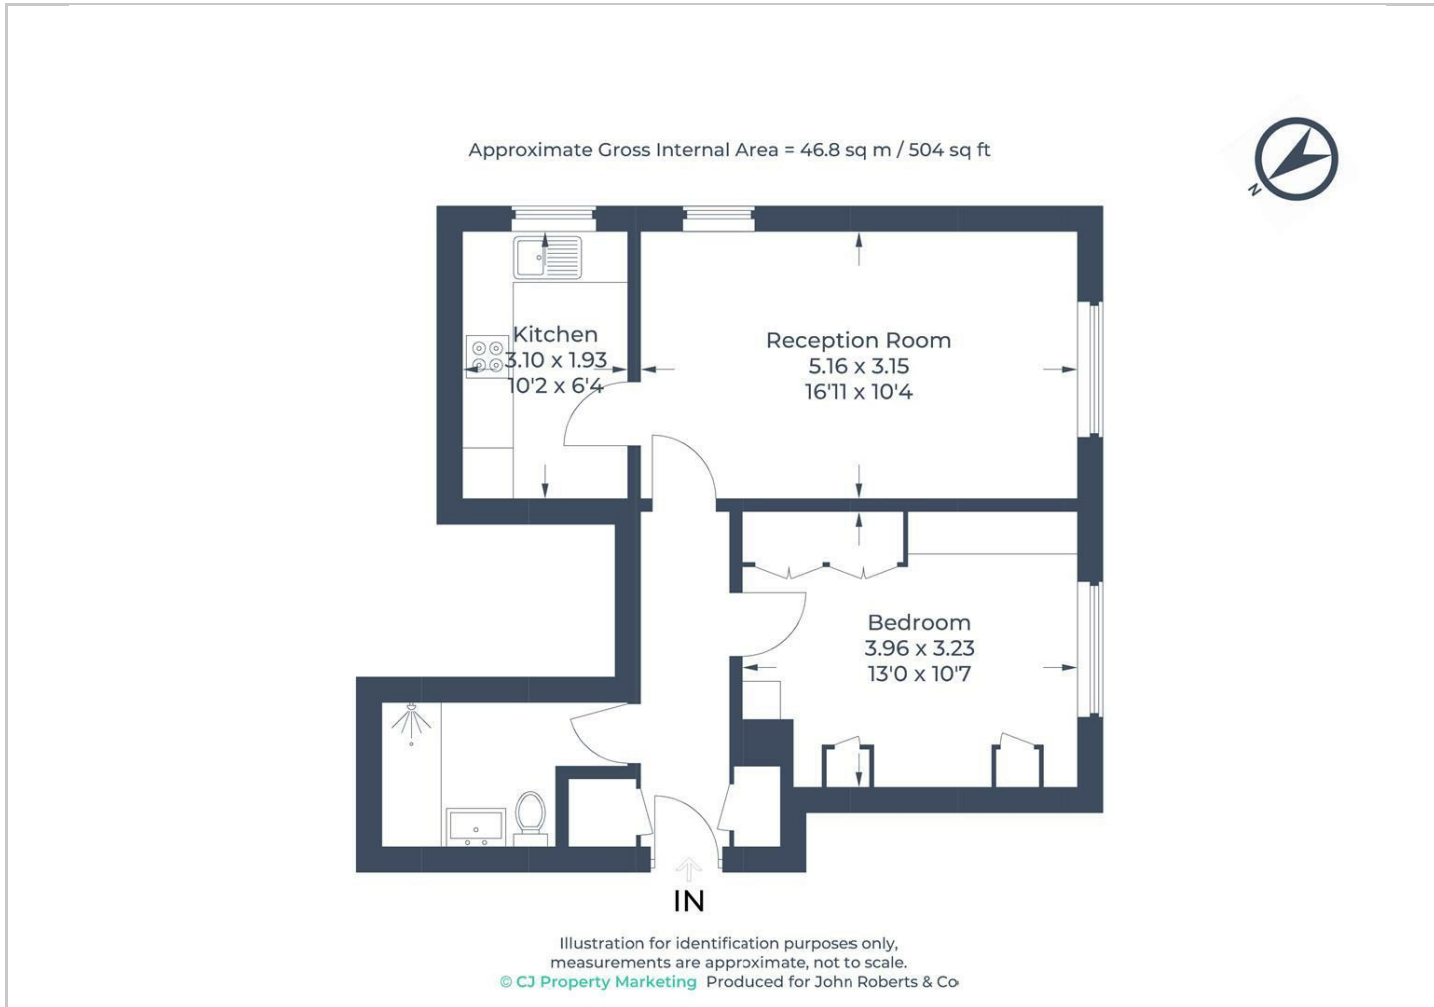 Approximate Gross Internal Area = 46.8 sq m / 504 sq ft
N
Kitchen
3.10 x 1.93
10'2 x 6'4
Reception Room
5.16 x 3.15
16'11 x 10'4
Bedroom
3.96 x 3.23
13'0 x 10'7
IN
Illustration for identification purposes only,
measurements are approximate, not to scale.
© CJ Property Marketing Produced for John Roberts & Co